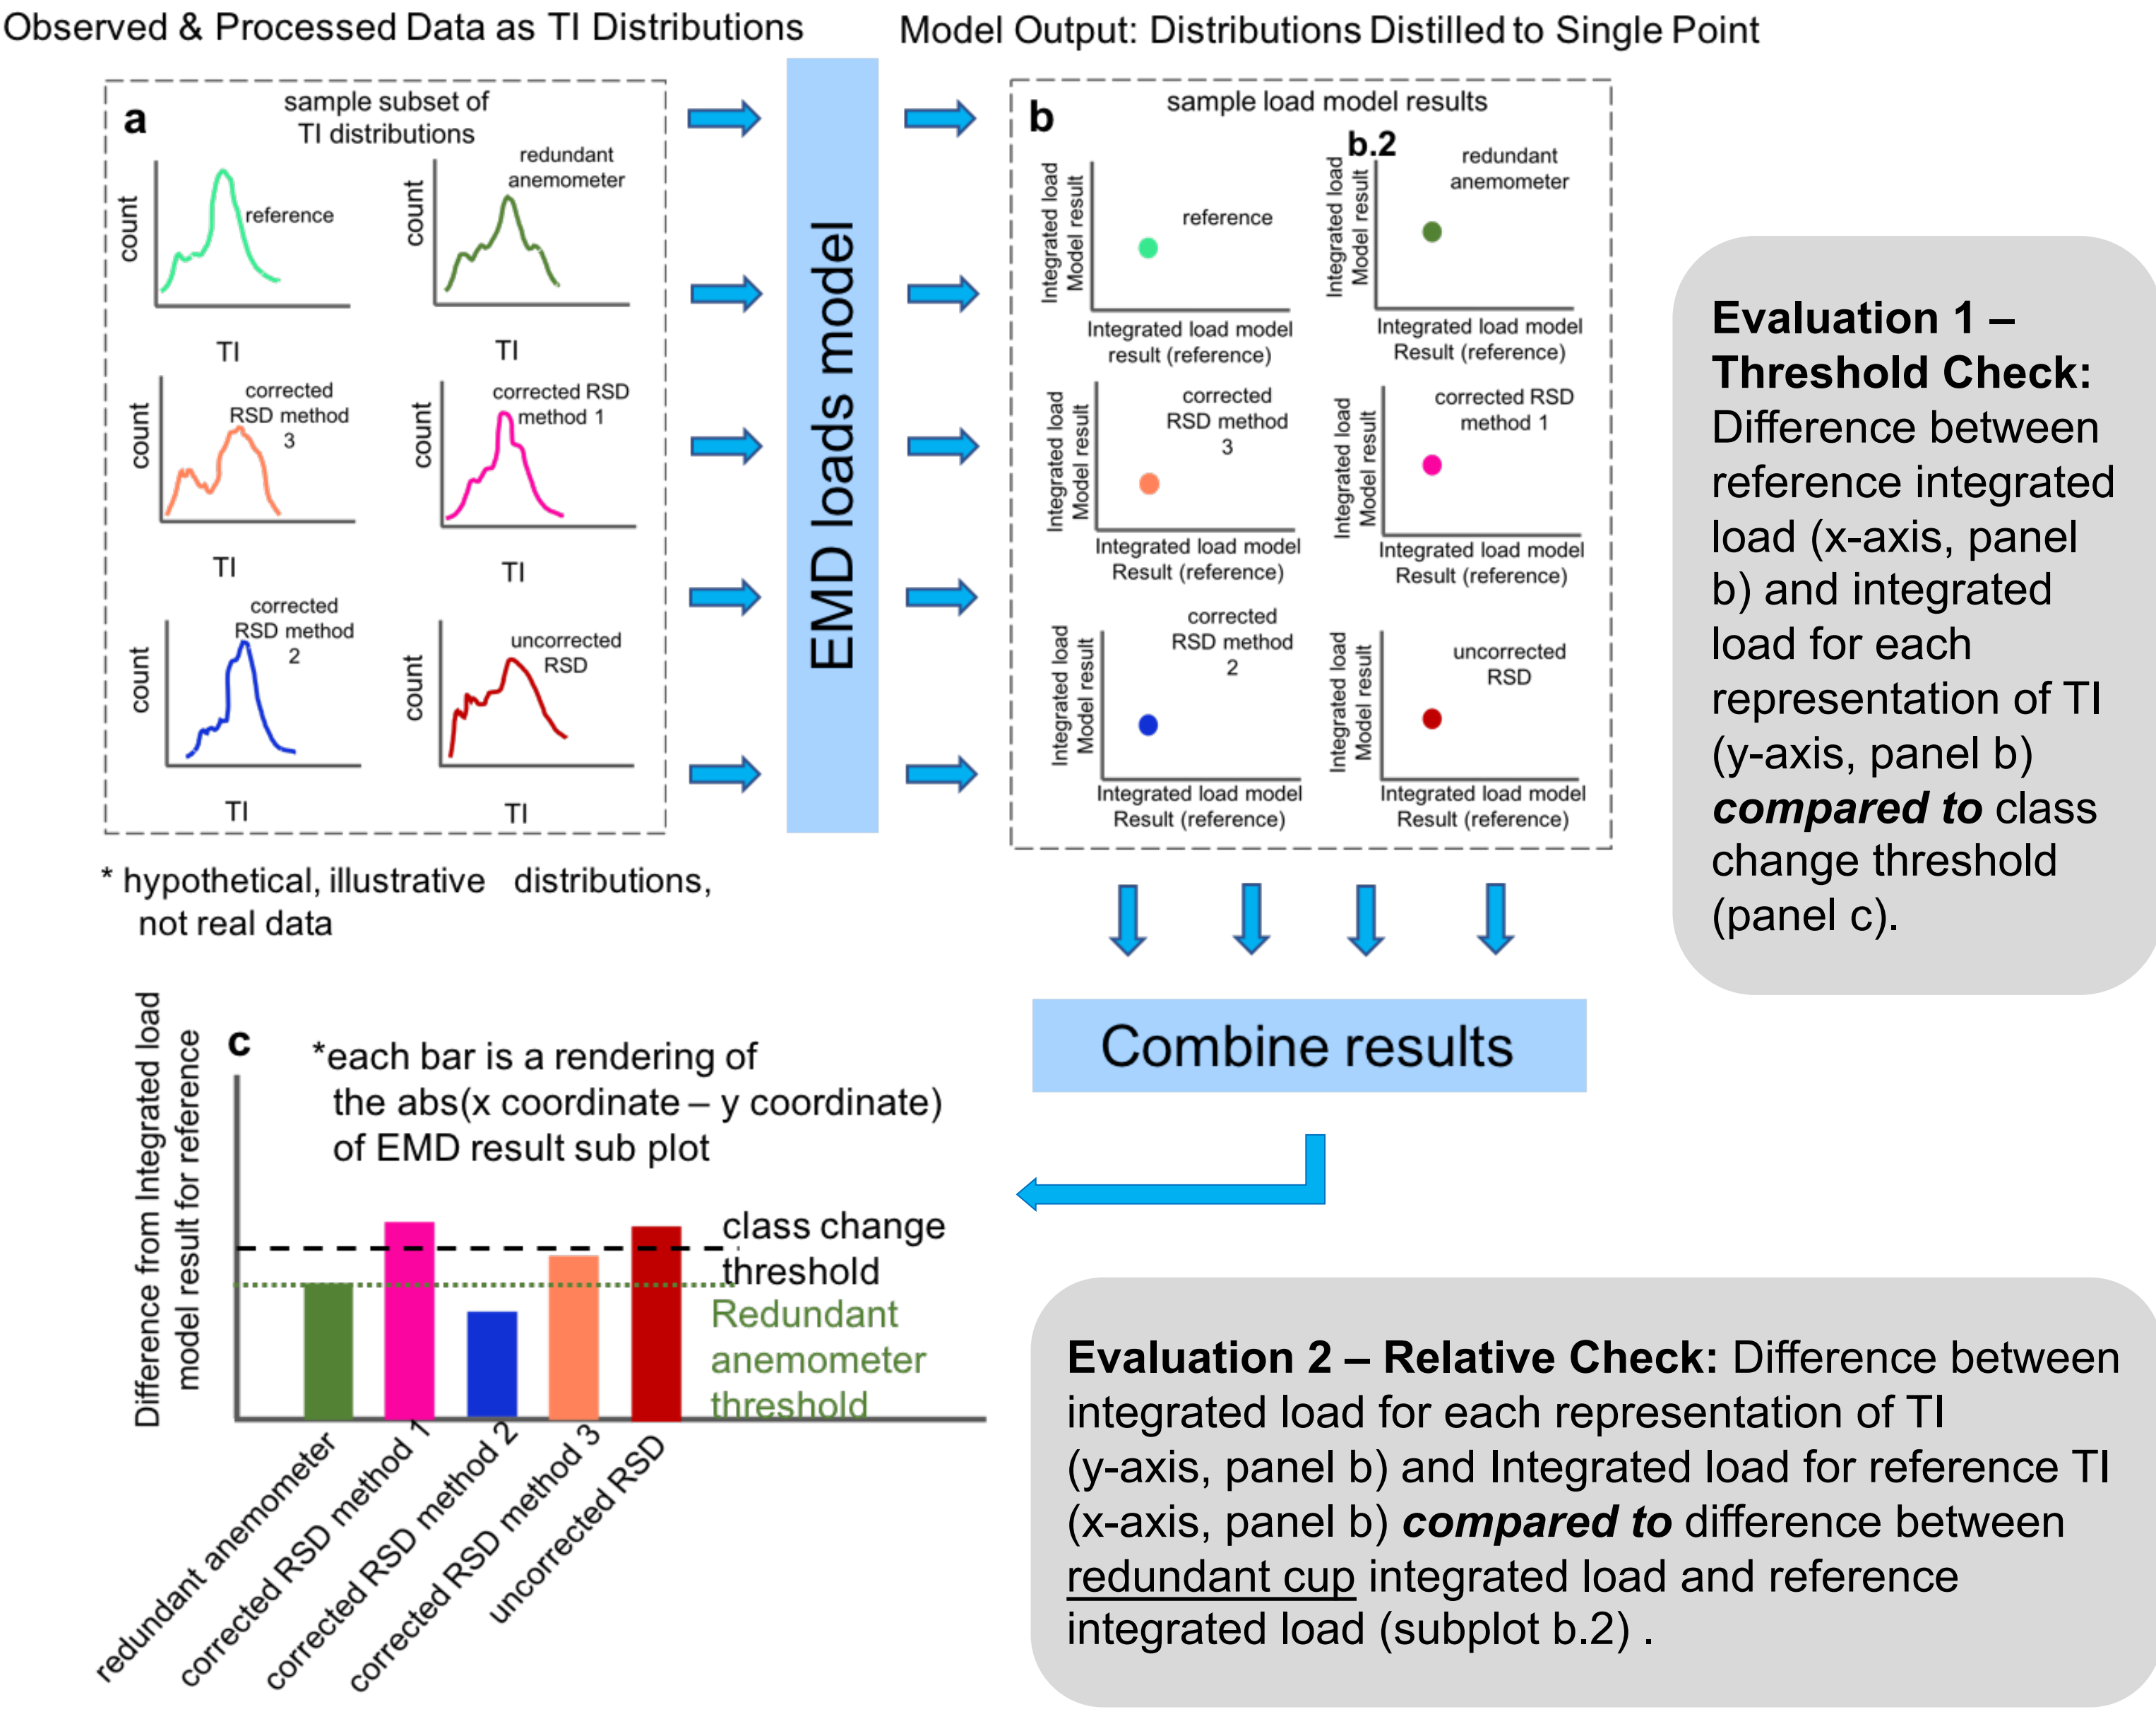 Observed & Processed Data as TI Distributions
Model Output: Distributions Distilled to Single Point
a
sample subset of
TI distributions
count
reference
TI
count
redundant
anemometer
TI
count
corrected
RSD method
3
TI
count
corrected RSD
method 1
TI
count
corrected
RSD method
2
TI
count
uncorrected
RSD
TI
* hypothetical, illustrative distributions,
not real data
EMD loads model
b
sample load model results
Integrated load
Model result
reference
Integrated load model
result (reference)
b.2
Integrated load
Model result
redundant
anemometer
Integrated load model
Result (reference)
Integrated load
Model result
corrected
RSD method
3
Integrated load model
Result (reference)
Integrated load
Model result
corrected RSD
method 1
Integrated load model
Result (reference)
Integrated load
Model result
corrected
RSD method
2
Integrated load model
Result (reference)
Integrated load
Model result
uncorrected
RSD
Integrated load model
Result (reference)
Evaluation 1 –
Threshold Check:
Difference between
reference integrated
load (x-axis, panel
b) and integrated
load for each
representation of TI
(y-axis, panel b)
compared to class
change threshold
(panel c).
Combine results
c
Difference from Integrated load
model result for reference
*each bar is a rendering of
the abs(x coordinate – y coordinate)
of EMD result sub plot
class change
threshold
Redundant
anemometer
threshold
redundant anemometer
corrected RSD method 1
corrected RSD method 2
corrected RSD method 3
uncorrected RSD
Evaluation 2 – Relative Check: Difference between
integrated load for each representation of TI
(y-axis, panel b) and Integrated load for reference TI
(x-axis, panel b) compared to difference between
redundant cup integrated load and reference
integrated load (subplot b.2) .